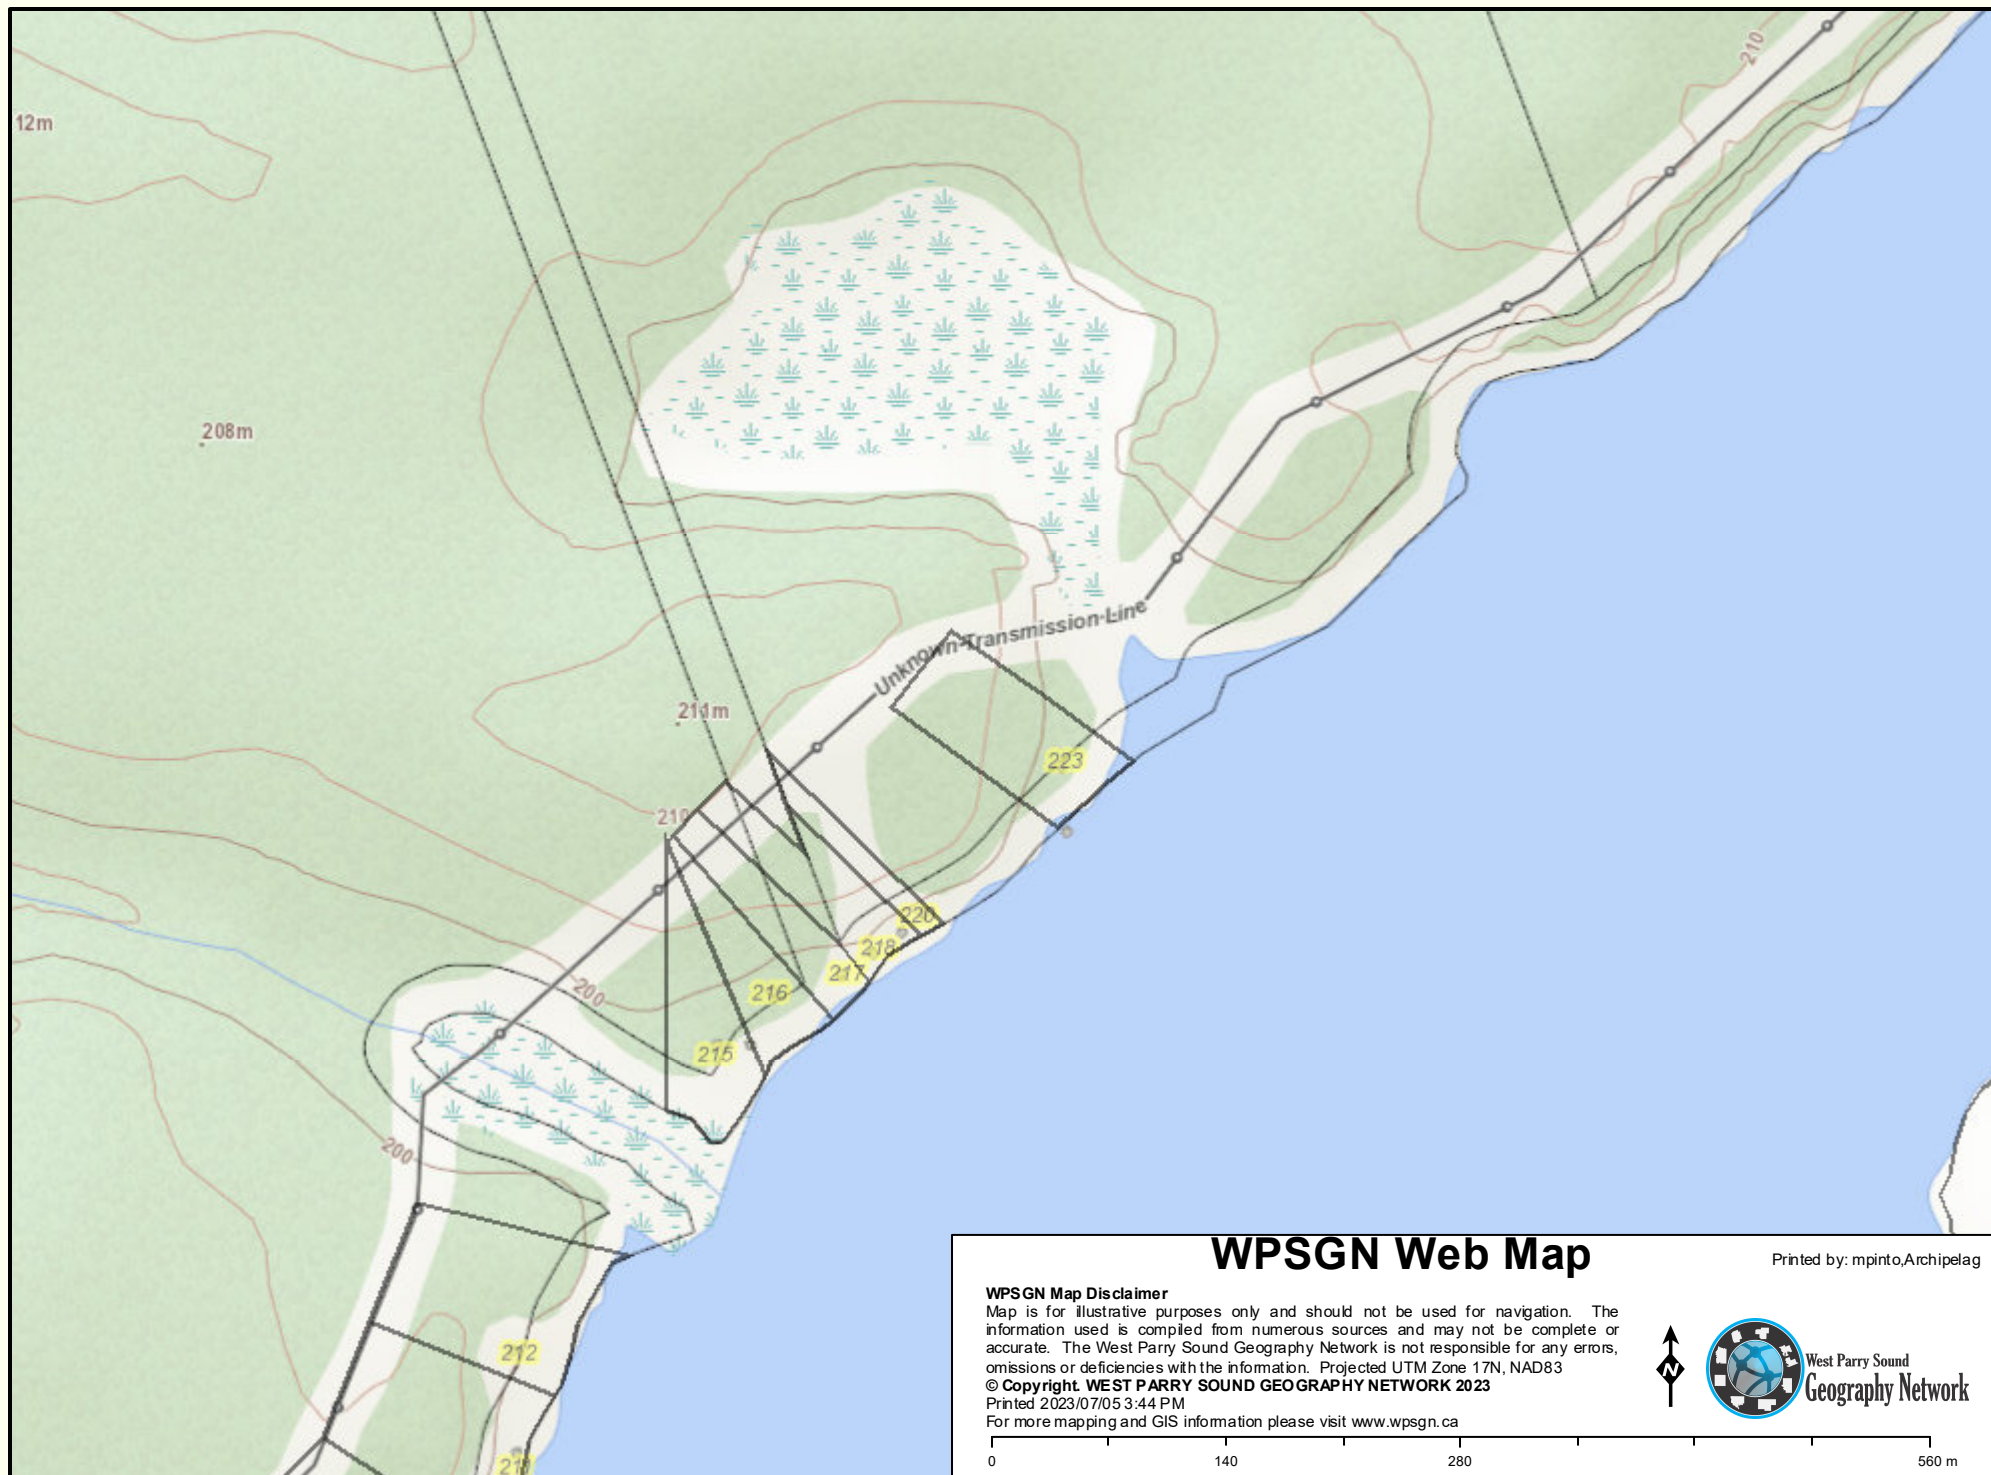 210
12m
208m
Unknown Transmission Line
211m
223
210
220
218
217
216
200
215
200
212
211
WPSGN Web Map
Printed by: mpinto,Archipelag
WPSGN Map Disclaimer
Map is for illustrative purposes only and should not be used for navigation. The
information used is compiled from numerous sources and may not be complete or
accurate. The West Parry Sound Geography Network is not responsible for any errors,
omissions or deficiencies with the information. Projected UTM Zone 17N, NAD83
© Copyright. WEST PARRY SOUND GEOGRAPHY NETWORK 2023
Printed 2023/07/05 3:44 PM
For more mapping and GIS information please visit www.wpsgn.ca
N
West Parry Sound
Geography Network
0 140 280 560 m